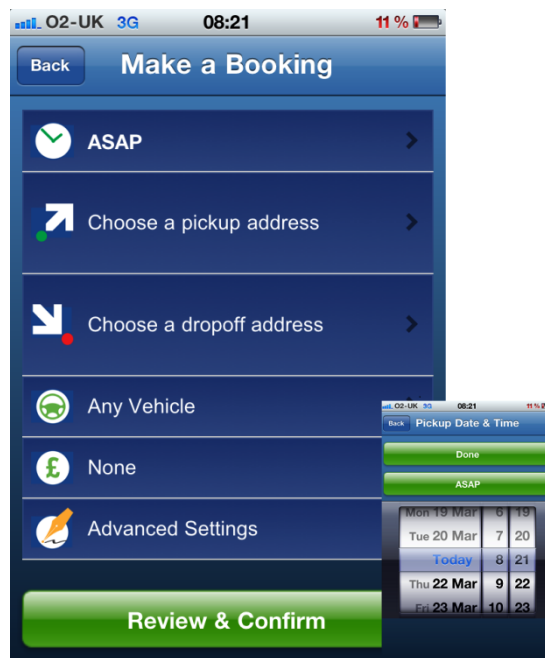 O2-UK 3G 08:21 11 %
Back Make a Booking
ASAP
Choose a pickup address
Choose a dropoff address
Any Vehicle
£ None
Advanced Settings
Review & Confirm
O2-UK 3G 08:21 11 %
Back Pickup Date & Time
Done
ASAP
Mon 19 Mar 6 19
Tue 20 Mar 7 20
Today 8 21
Thu 22 Mar 9 22
Fri 23 Mar 10 23